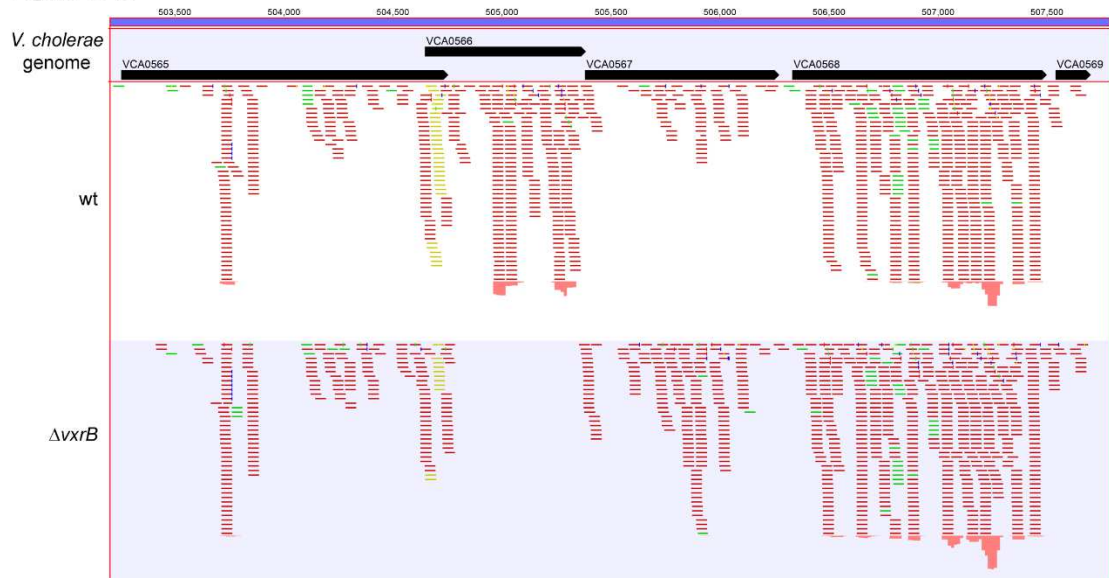 503,500 504,000 504,500 505,000 505,500 506,000 506,500 507,000 507,500
V. cholerae
genome
VCA0566
VCA0565 VCA0567 VCA0568 VCA0569
wt
ΔvxrB